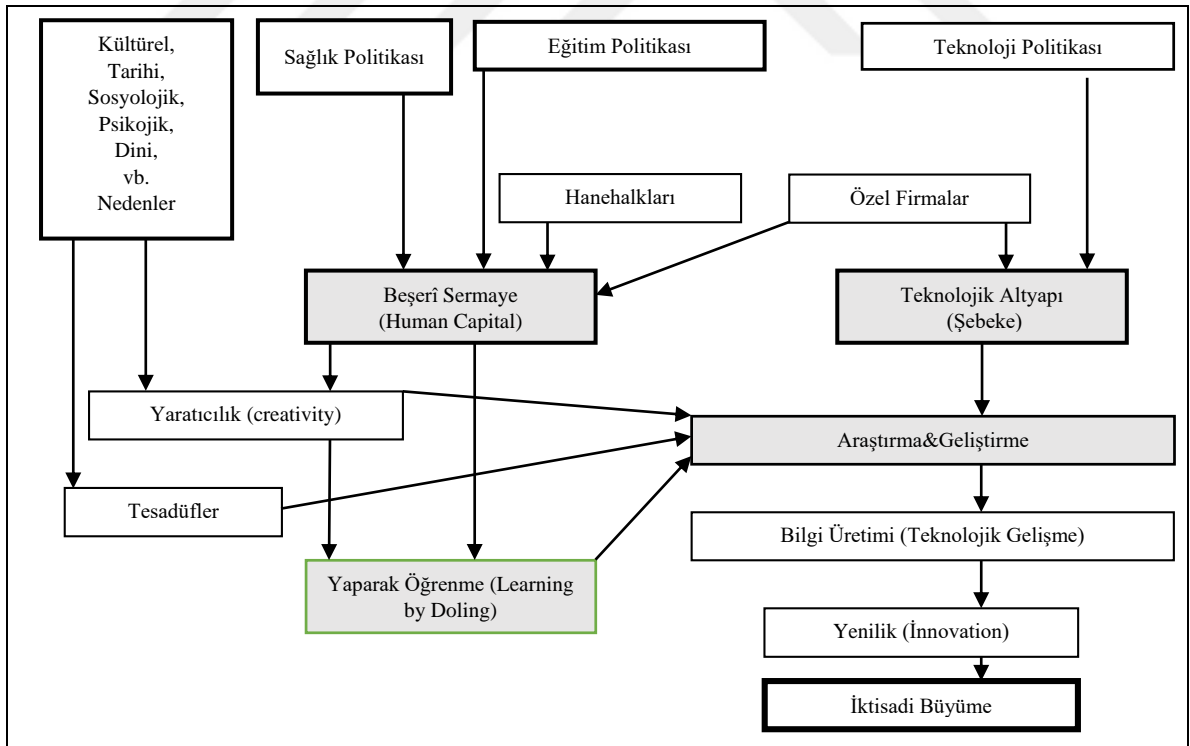 Kültürel,
Tarihi,
Sosyolojik,
Psikojik,
Dini,
vb.
Nedenler
Sağlık Politikası
Eğitim Politikası
Teknoloji Politikası
Hanehalkları
Özel Firmalar
Beşerî Sermaye
(Human Capital)
Teknolojik Altyapı
(Şebeke)
Yaratıcılık (creativity)
Araştırma&Geliştirme
Tesadüfler
Bilgi Üretimi (Teknolojik Gelişme)
Yaparak Öğrenme (Learning
by Doling)
Yenilik (İnnovation)
İktisadi Büyüme